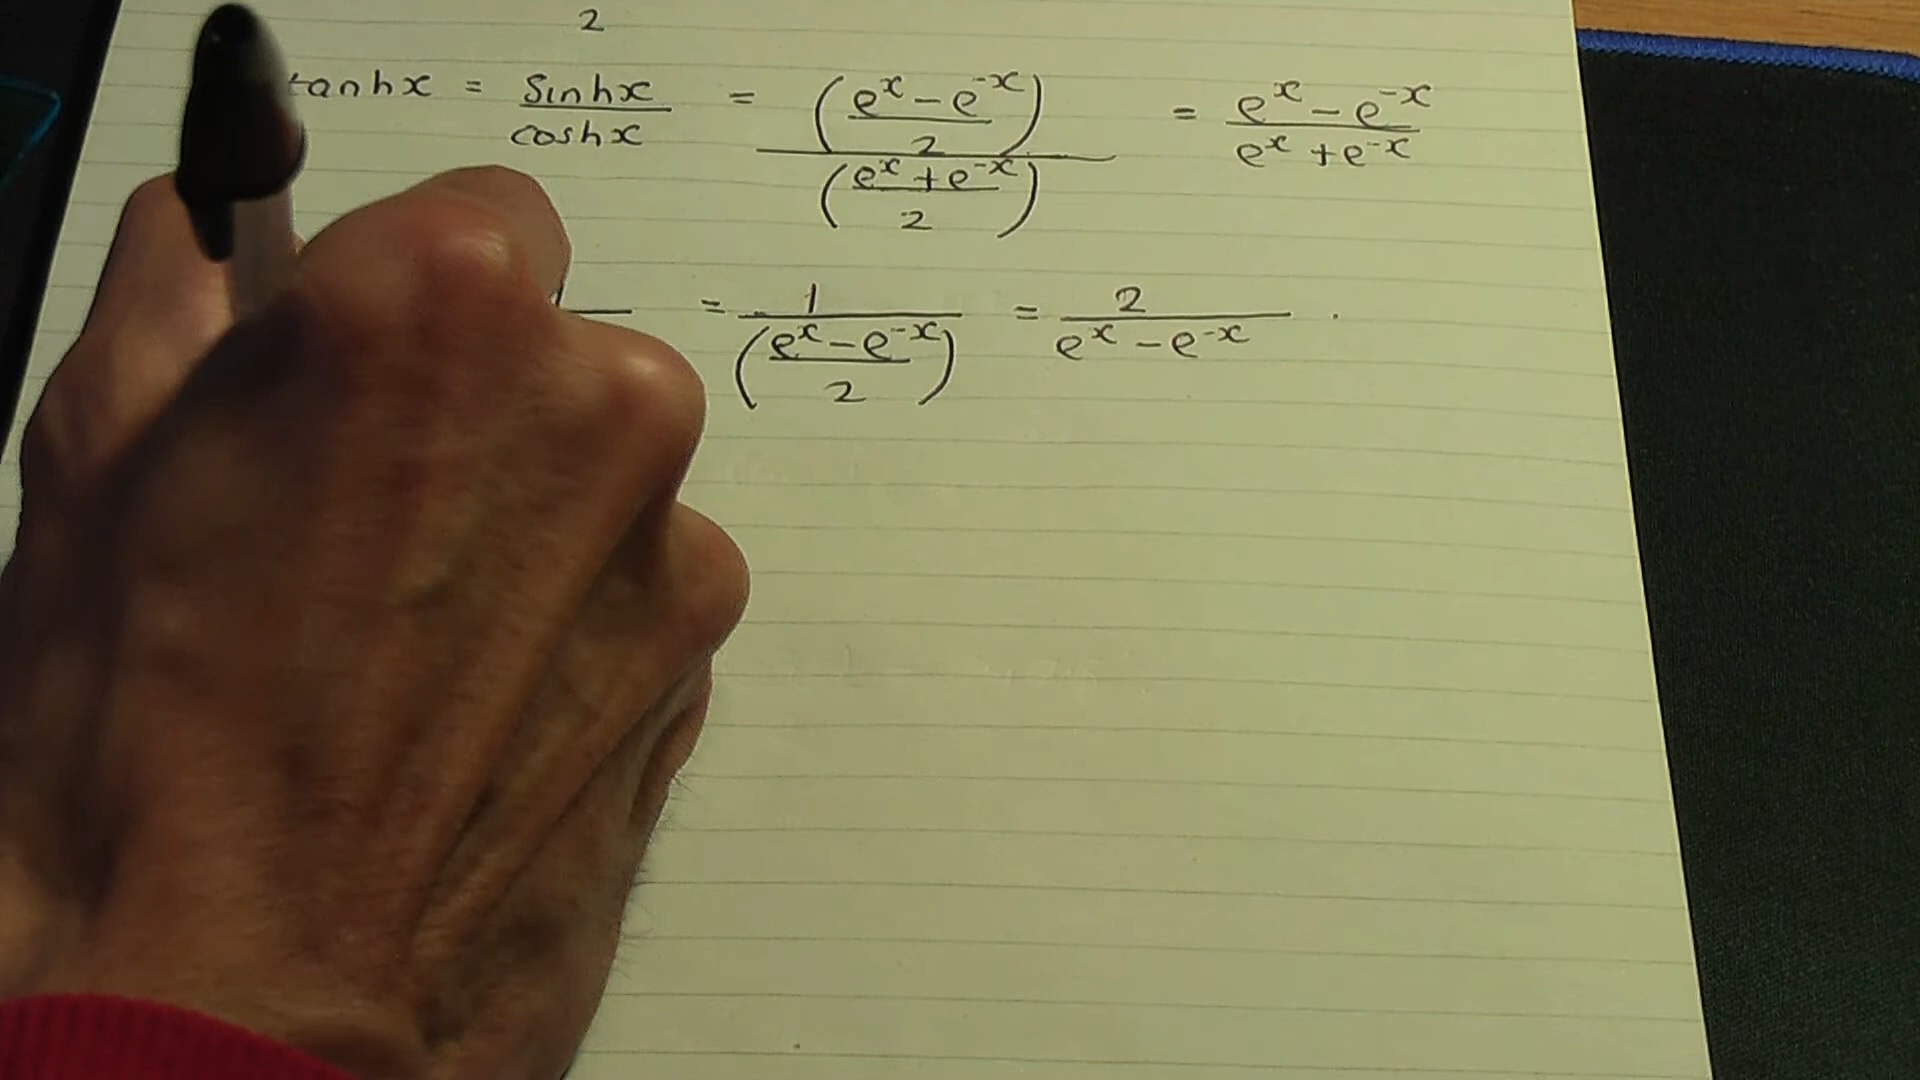 2
tanhx = sinhx/coshx = ((e^x - e^-x)/2)/((e^x + e^-x)/2) = (e^x - e^-x)/(e^x + e^-x)
= 1/((e^x - e^-x)/2) = 2/(e^x - e^-x) .